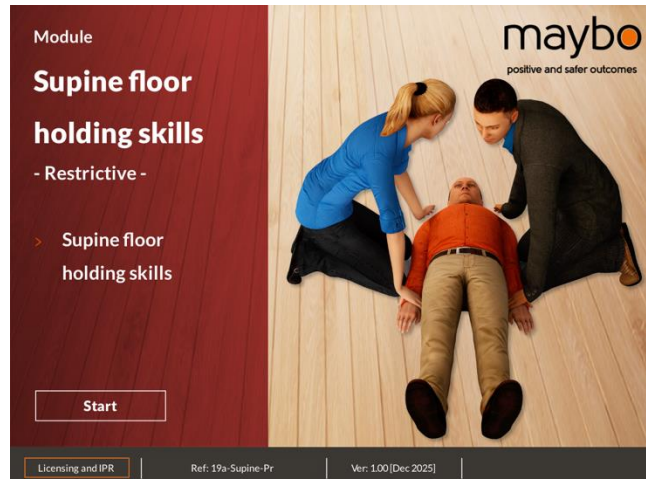 Module
Supine floor
holding skills
- Restrictive -
> Supine floor
holding skills
Start
maybo
positive and safer outcomes
Licensing and IPR
Ref: 19a-Supine-Pr
Ver: 1.00 [Dec 2025]